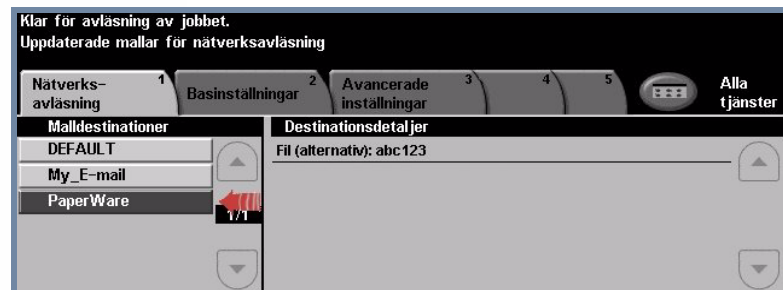 Klar för avläsning av jobbet.
Uppdaterade mallar för nätverksavläsning
Nätverks-
avläsning
1
Basinställningar
2
Avancerade
inställningar
3
4
5
Alla
tjänster
Malldestinationer
Destinationsdetaljer
DEFAULT
Fil (alternativ): abc123
My_E-mail
PaperWare
1/1